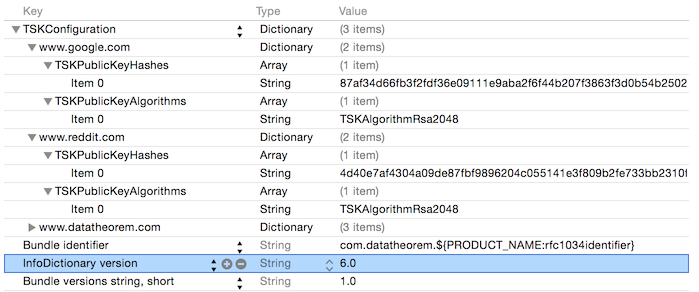 Key Type Value
TSKConfiguration Dictionary (3 items)
www.google.com Dictionary (2 items)
TSKPublicKeyHashes Array (1 item)
Item 0 String 87af34d66fb3f2fdf36e09111e9aba2f6f44b207f3863f3d0b54b2502
TSKPublicKeyAlgorithms Array (1 item)
Item 0 String TSKAlgorithmRsa2048
www.reddit.com Dictionary (2 items)
TSKPublicKeyHashes Array (1 item)
Item 0 String 4d40e7af4304a09de87fbf9896204c055141e3f809b2fe733bb2310f
TSKPublicKeyAlgorithms Array (1 item)
Item 0 String TSKAlgorithmRsa2048
www.datatheorem.com Dictionary (3 items)
Bundle identifier String com.datatheorem.${PRODUCT_NAME:rfc1034identifier}
InfoDictionary version String 6.0
Bundle versions string, short String 1.0